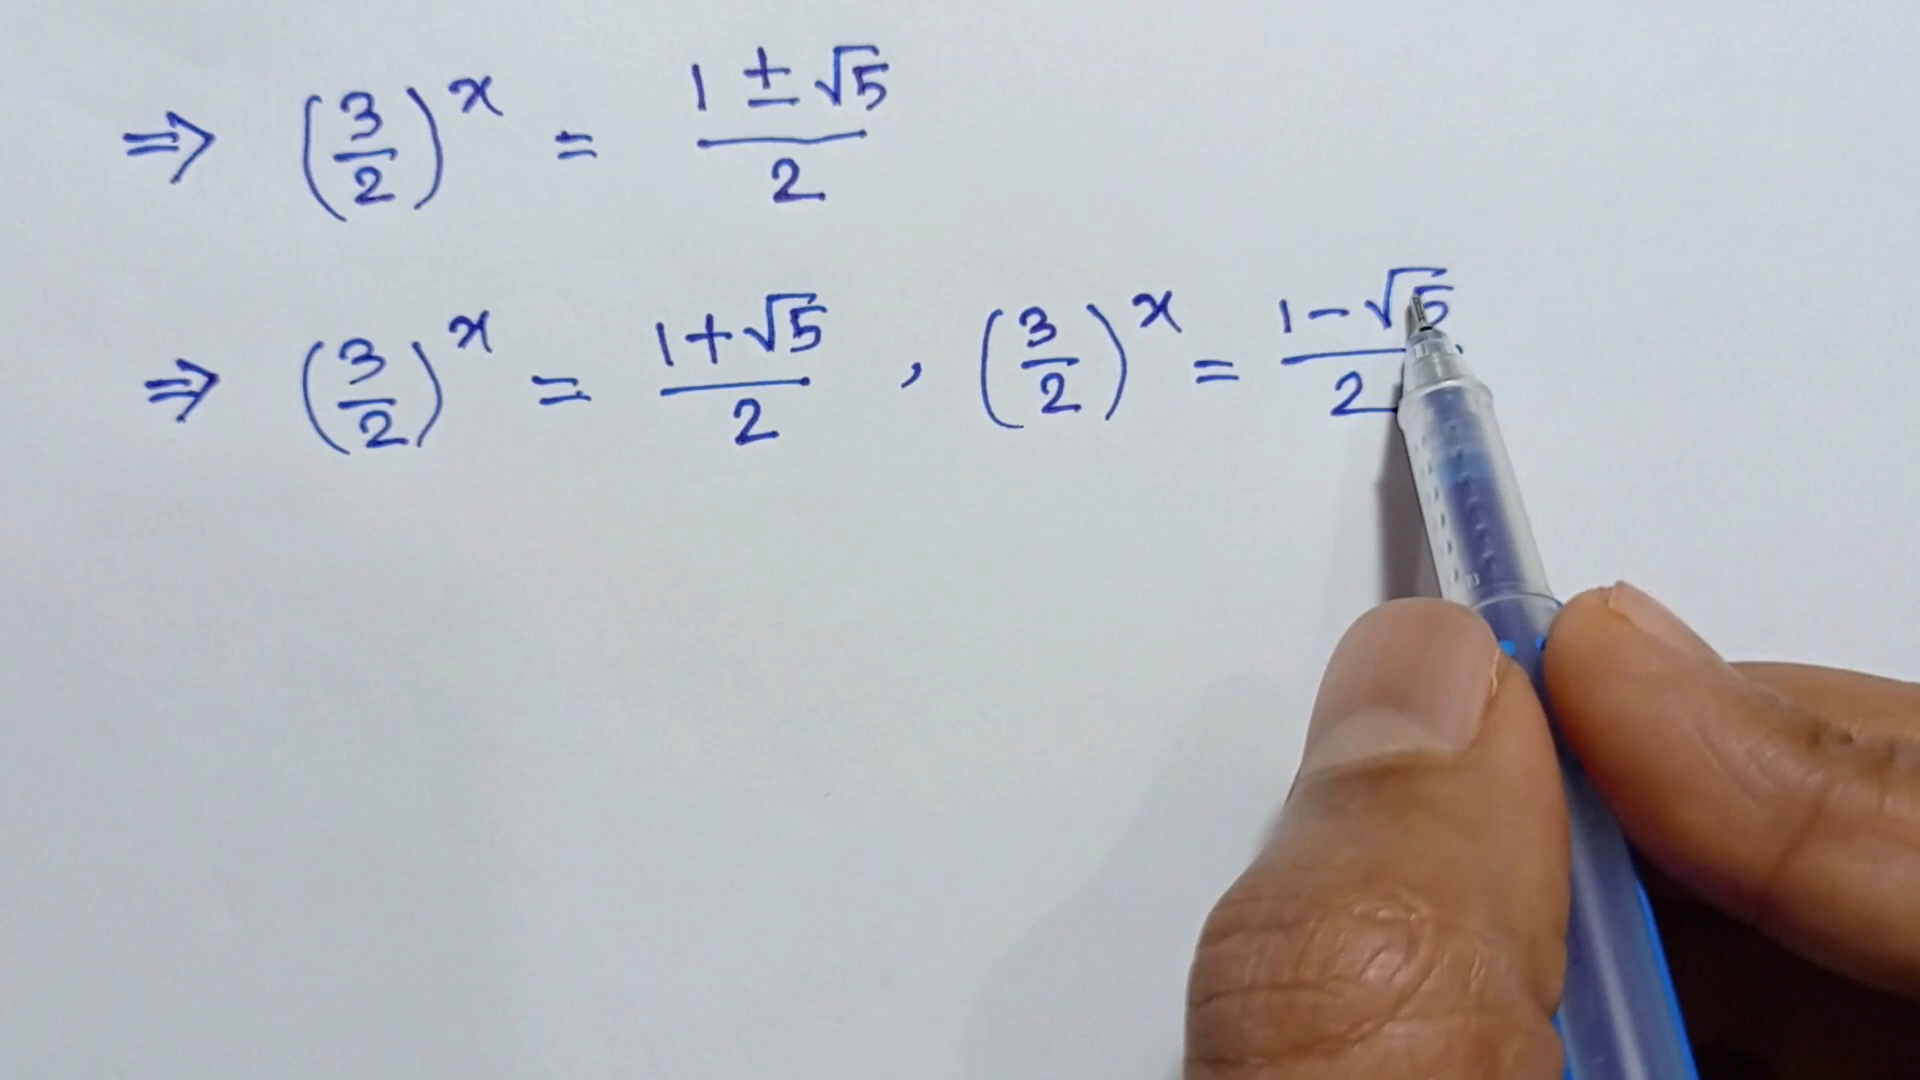 ⇒ (3/2)^x = (1 ± √5)/2
⇒ (3/2)^x = (1 + √5)/2 , (3/2)^x = (1 - √5)/2